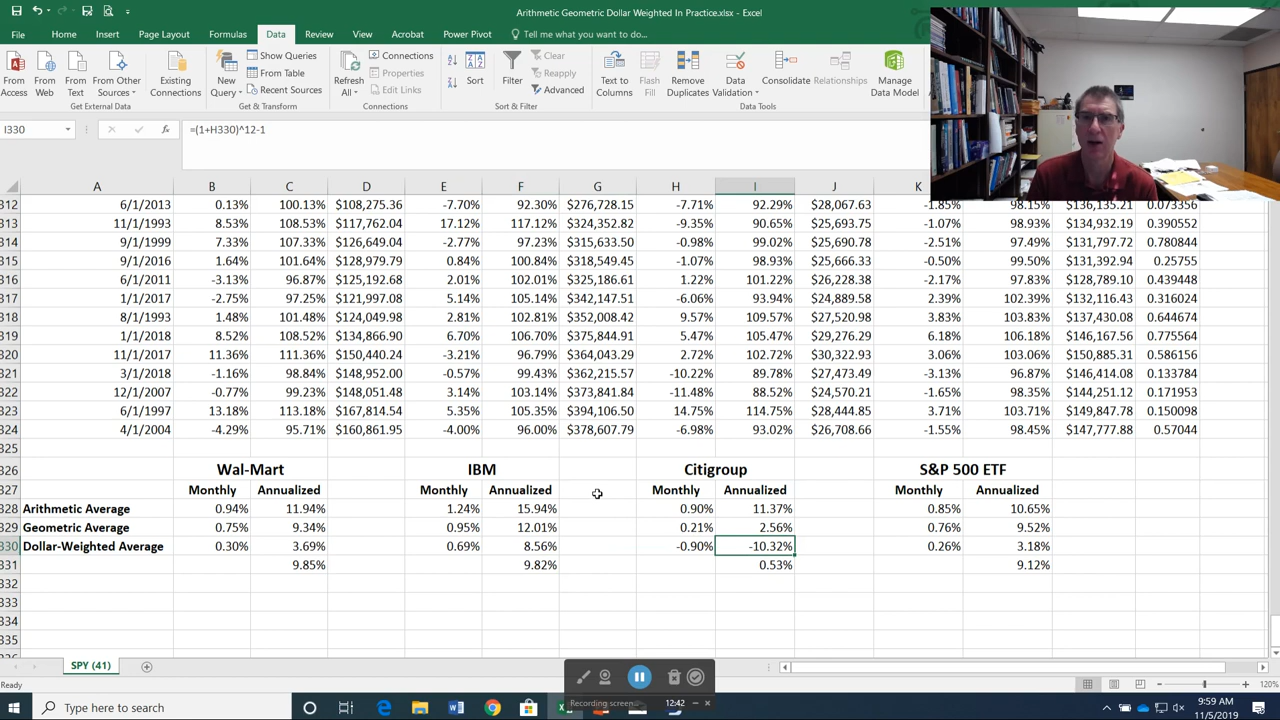 Arithmetic Geometric Dollar Weighted In Practice.xlsx - Excel
File Home Insert Page Layout Formulas Data Review View Acrobat Power Pivot Tell me what you want to do...
From Access From Web From Text From Other Sources Existing Connections New Query Show Queries From Table Recent Sources Refresh All Connections Properties Edit Links Sort Filter Clear Reapply Advanced Text to Columns Flash Fill Remove Duplicates Data Validation Consolidate Relationships Manage Data Model
Get External Data Get & Transform Connections Sort & Filter Data Tools
I330 fx =(1+H330)^12-1
A B C D E F G H I J K
312 6/1/2013 0.13% 100.13% $108,275.36 -7.70% 92.30% $276,728.15 -7.71% 92.29% $28,067.63 -1.85% 98.15% $136,135.21 0.073356
313 11/1/1993 8.53% 108.53% $117,762.04 17.12% 117.12% $324,352.82 -9.35% 90.65% $25,693.75 -1.07% 98.93% $134,932.19 0.390552
314 9/1/1999 7.33% 107.33% $126,649.04 -2.77% 97.23% $315,633.50 -0.98% 99.02% $25,690.78 -2.51% 97.49% $131,797.72 0.780844
315 9/1/2016 1.64% 101.64% $128,979.79 0.84% 100.84% $318,549.45 -1.07% 98.93% $25,666.33 -0.50% 99.50% $131,392.94 0.25755
316 6/1/2011 -3.13% 96.87% $125,192.68 2.01% 102.01% $325,186.61 1.22% 101.22% $26,228.38 -2.17% 97.83% $128,789.10 0.439448
317 1/1/2017 -2.75% 97.25% $121,997.08 5.14% 105.14% $342,147.51 -6.06% 93.94% $24,889.58 2.39% 102.39% $132,116.43 0.316024
318 8/1/1993 1.48% 101.48% $124,049.98 2.81% 102.81% $352,008.42 9.57% 109.57% $27,520.98 3.83% 103.83% $137,430.08 0.644674
319 1/1/2018 8.52% 108.52% $134,866.90 6.70% 106.70% $375,844.91 5.47% 105.47% $29,276.29 6.18% 106.18% $146,167.56 0.775564
320 11/1/2017 11.36% 111.36% $150,440.24 -3.21% 96.79% $364,043.29 2.72% 102.72% $30,322.93 3.06% 103.06% $150,885.31 0.586156
321 3/1/2018 -1.16% 98.84% $148,952.00 -0.57% 99.43% $362,215.57 -10.22% 89.78% $27,473.49 -3.13% 96.87% $146,414.08 0.133784
322 12/1/2007 -0.77% 99.23% $148,051.48 3.14% 103.14% $373,841.84 -11.48% 88.52% $24,570.21 -1.65% 98.35% $144,251.12 0.171953
323 6/1/1997 13.18% 113.18% $167,814.54 5.35% 105.35% $394,106.50 14.75% 114.75% $28,444.85 3.71% 103.71% $149,847.78 0.150098
324 4/1/2004 -4.29% 95.71% $160,861.95 -4.00% 96.00% $378,607.79 -6.98% 93.02% $26,708.66 -1.55% 98.45% $147,777.88 0.57044
325
326 Wal-Mart IBM Citigroup S&P 500 ETF
327 Monthly Annualized Monthly Annualized Monthly Annualized Monthly Annualized
328 Arithmetic Average 0.94% 11.94% 1.24% 15.94% 0.90% 11.37% 0.85% 10.65%
329 Geometric Average 0.75% 9.34% 0.95% 12.01% 0.21% 2.56% 0.76% 9.52%
330 Dollar-Weighted Average 0.30% 3.69% 0.69% 8.56% -0.90% -10.32% 0.26% 3.18%
331 9.85% 9.82% 0.53% 9.12%
332
333
334
335
SPY (41)
Ready 120%
Recording screen... 12:42
Type here to search
9:59 AM
11/5/2019